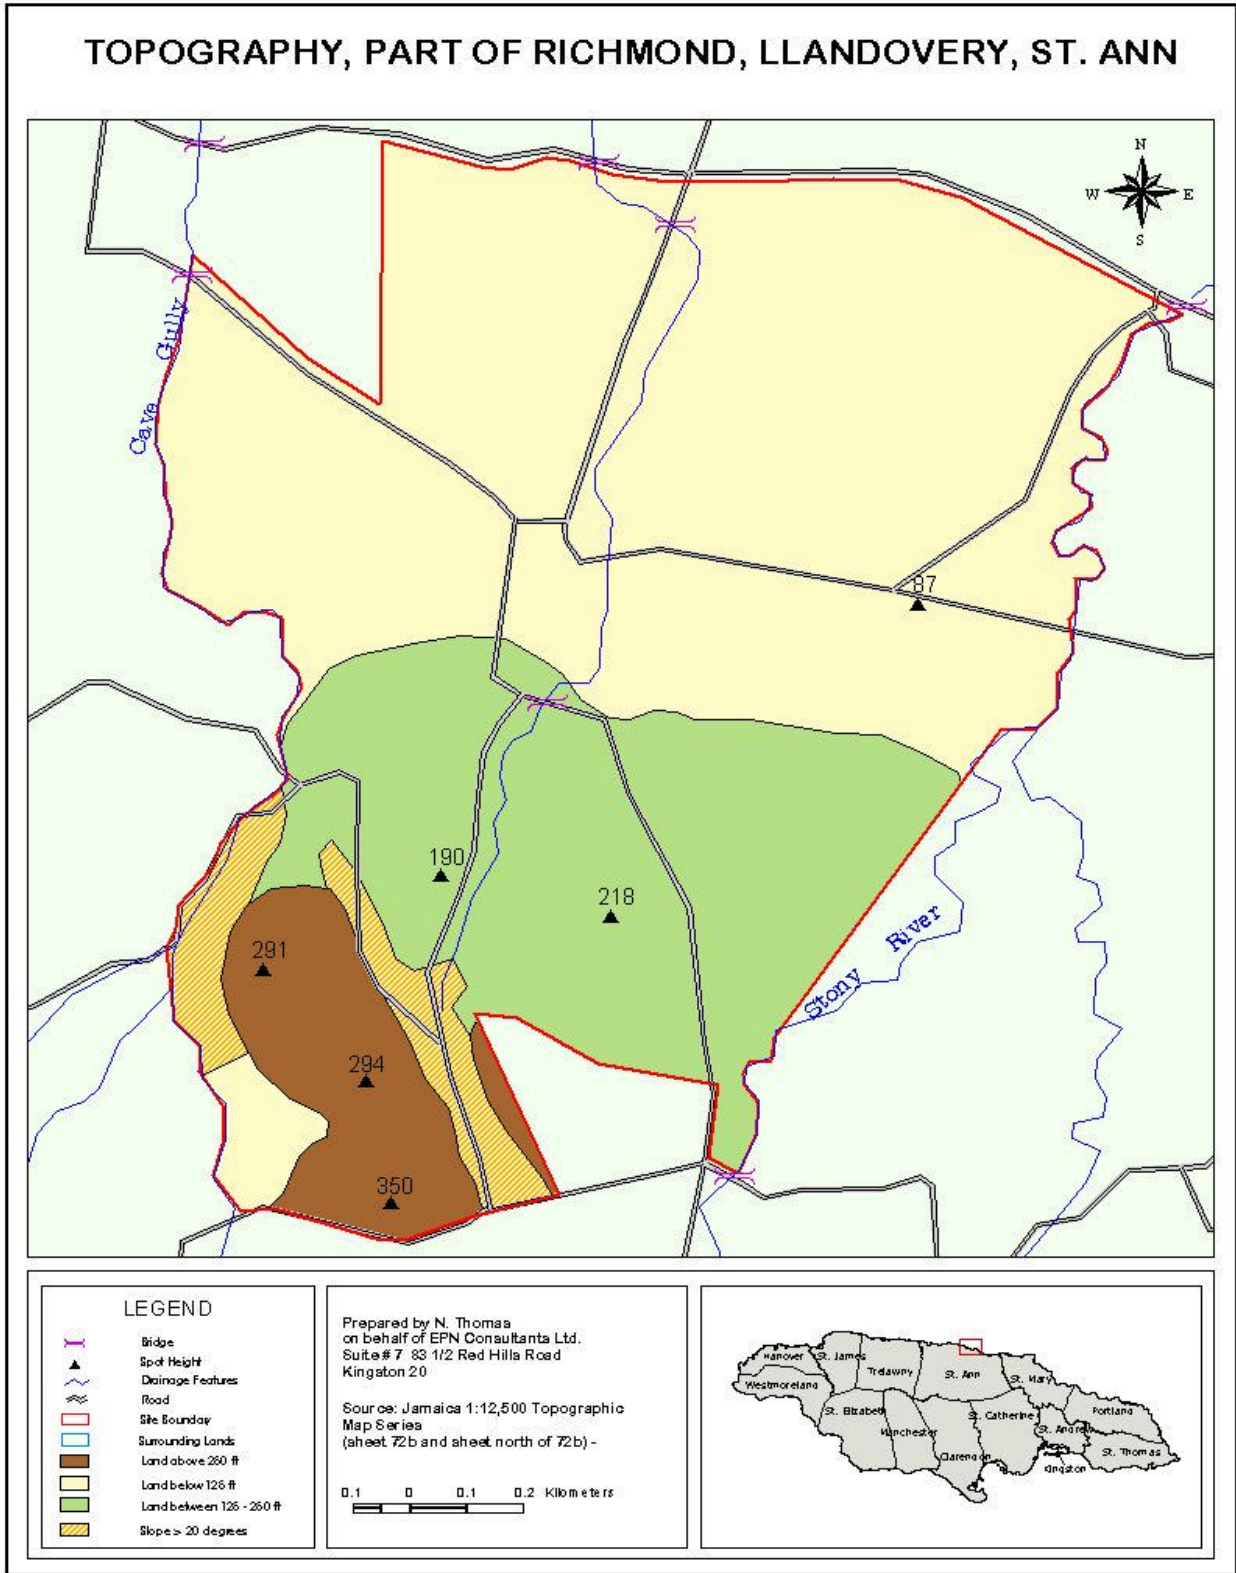 TOPOGRAPHY, PART OF RICHMOND, LLANDOVERY, ST. ANN
N
W E
S
Cave Gully
87
190
218
291
294
350
Stony River
LEGEND
Bridge
Spot Height
Drainage Features
Road
Site Boundary
Surrounding Lands
Land above 250 ft
Land below 125 ft
Land between 125 - 250 ft
Slope > 20 degrees
Prepared by N. Thomas
on behalf of EPN Consultants Ltd.
Suite # 7 83 1/2 Red Hills Road
Kingston 20
Source: Jamaica 1:12,500 Topographic
Map Series
(sheet 72b and sheet north of 72b) -
0.1 0 0.1 0.2 Kilometers
Hanover
St. James
Trelawny
St. Ann
St. Mary
Westmoreland
St. Elizabeth
Manchester
Clarendon
St. Catherine
St. Andrew
Portland
St. Thomas
Kingston